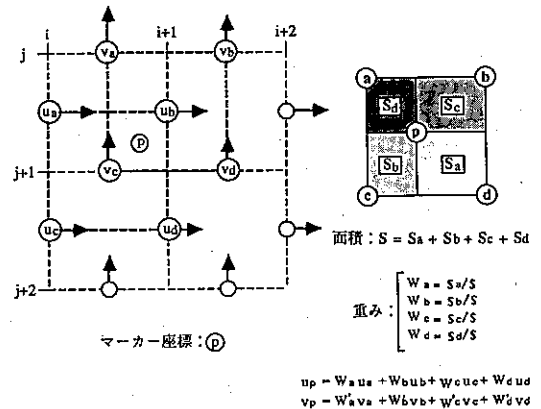 i
i+1
i+2
j
va
vb
ua
ub
p
j+1
vc
vd
uc
ud
j+2
マーカー座標:p
a
b
Sd
Sc
p
Sb
Sa
c
d
面積:S = Sa + Sb + Sc + Sd
重み:
Wa = Sa/S
Wb = Sb/S
Wc = Sc/S
Wd = Sd/S
up = Waua + Wbub + Wcuc + Wdud
vp = W'ava + W'bvb + W'cvc + W'dvd